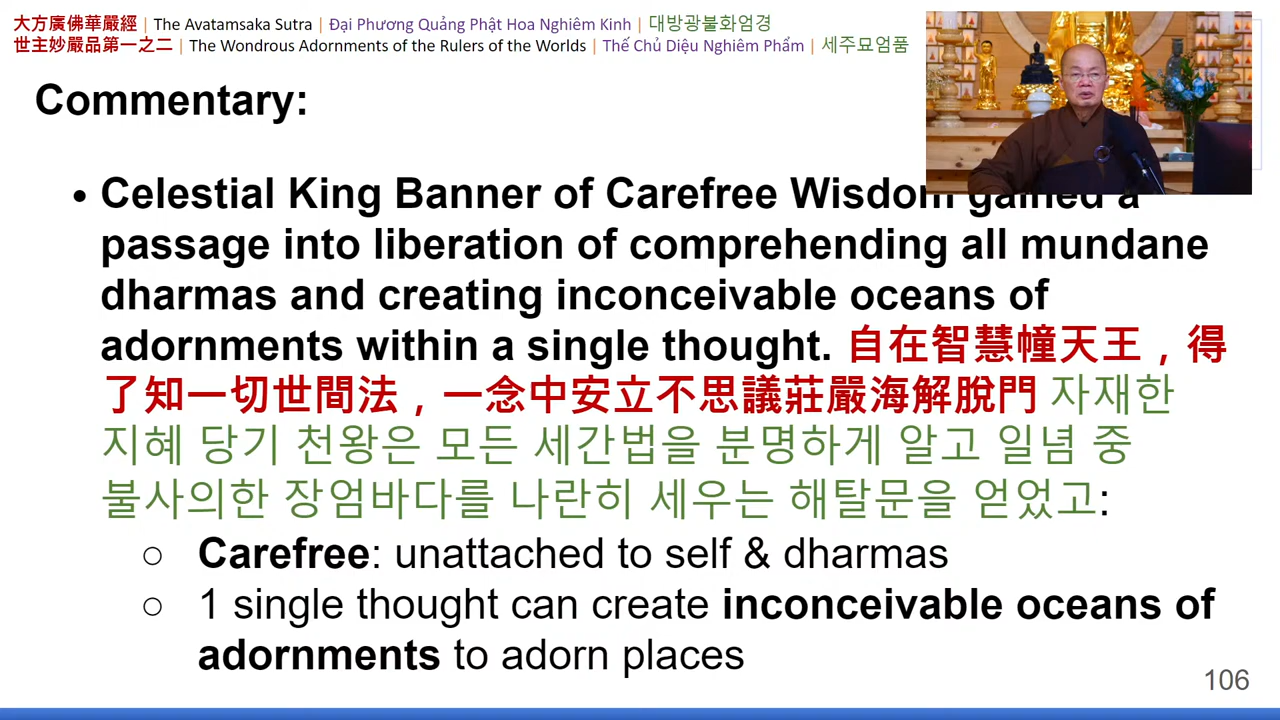 大方廣佛華嚴經 | The Avatamsaka Sutra | Đại Phương Quảng Phật Hoa Nghiêm Kinh | 대방광불화엄경
世主妙嚴品第一之二 | The Wondrous Adornments of the Rulers of the Worlds | Thế Chủ Diệu Nghiêm Phẩm | 세주묘엄품
Commentary:
• Celestial King Banner of Carefree Wisdom gained a
passage into liberation of comprehending all mundane
dharmas and creating inconceivable oceans of
adornments within a single thought. 自在智慧幢天王，得
了知一切世間法，一念中安立不思議莊嚴海解脫門 자재한
지혜 당기 천왕은 모든 세간법을 분명하게 알고 일념 중
불사의한 장엄바다를 나란히 세우는 해탈문을 얻었고:
○ Carefree: unattached to self & dharmas
○ 1 single thought can create inconceivable oceans of
adornments to adorn places
106